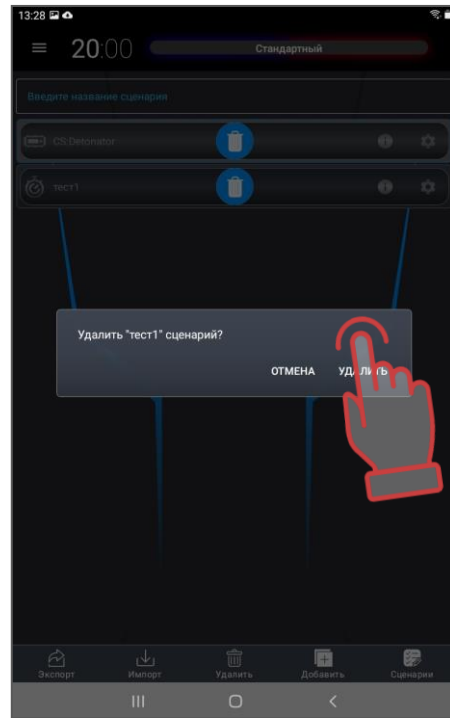 13:28
20:00
Стандартный
Введите название сценария
CS:Detonator
тест1
Удалить "тест1" сценарий?
ОТМЕНА УДАЛИТЬ
Экспорт Импорт Удалить Добавить Сценарии